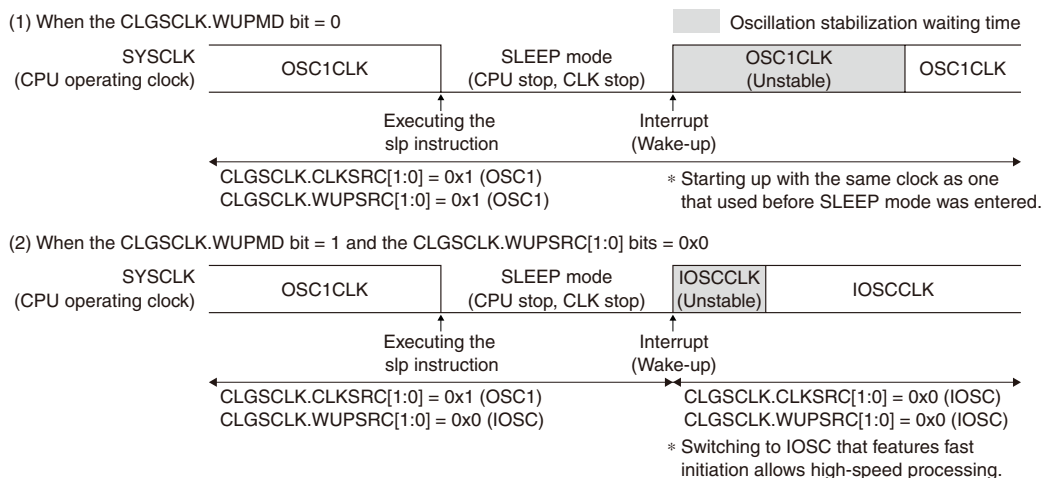 (1) When the CLGSCLK.WUPMD bit = 0
Oscillation stabilization waiting time
SYSCLK
(CPU operating clock)
OSC1CLK
SLEEP mode
(CPU stop, CLK stop)
OSC1CLK
(Unstable)
OSC1CLK
Executing the
slp instruction
Interrupt
(Wake-up)
CLGSCLK.CLKSRC[1:0] = 0x1 (OSC1)
CLGSCLK.WUPSRC[1:0] = 0x1 (OSC1)
* Starting up with the same clock as one
that used before SLEEP mode was entered.
(2) When the CLGSCLK.WUPMD bit = 1 and the CLGSCLK.WUPSRC[1:0] bits = 0x0
SYSCLK
(CPU operating clock)
OSC1CLK
SLEEP mode
(CPU stop, CLK stop)
IOSCCLK
(Unstable)
IOSCCLK
Executing the
slp instruction
Interrupt
(Wake-up)
CLGSCLK.CLKSRC[1:0] = 0x1 (OSC1)
CLGSCLK.WUPSRC[1:0] = 0x0 (IOSC)
CLGSCLK.CLKSRC[1:0] = 0x0 (IOSC)
CLGSCLK.WUPSRC[1:0] = 0x0 (IOSC)
* Switching to IOSC that features fast
initiation allows high-speed processing.